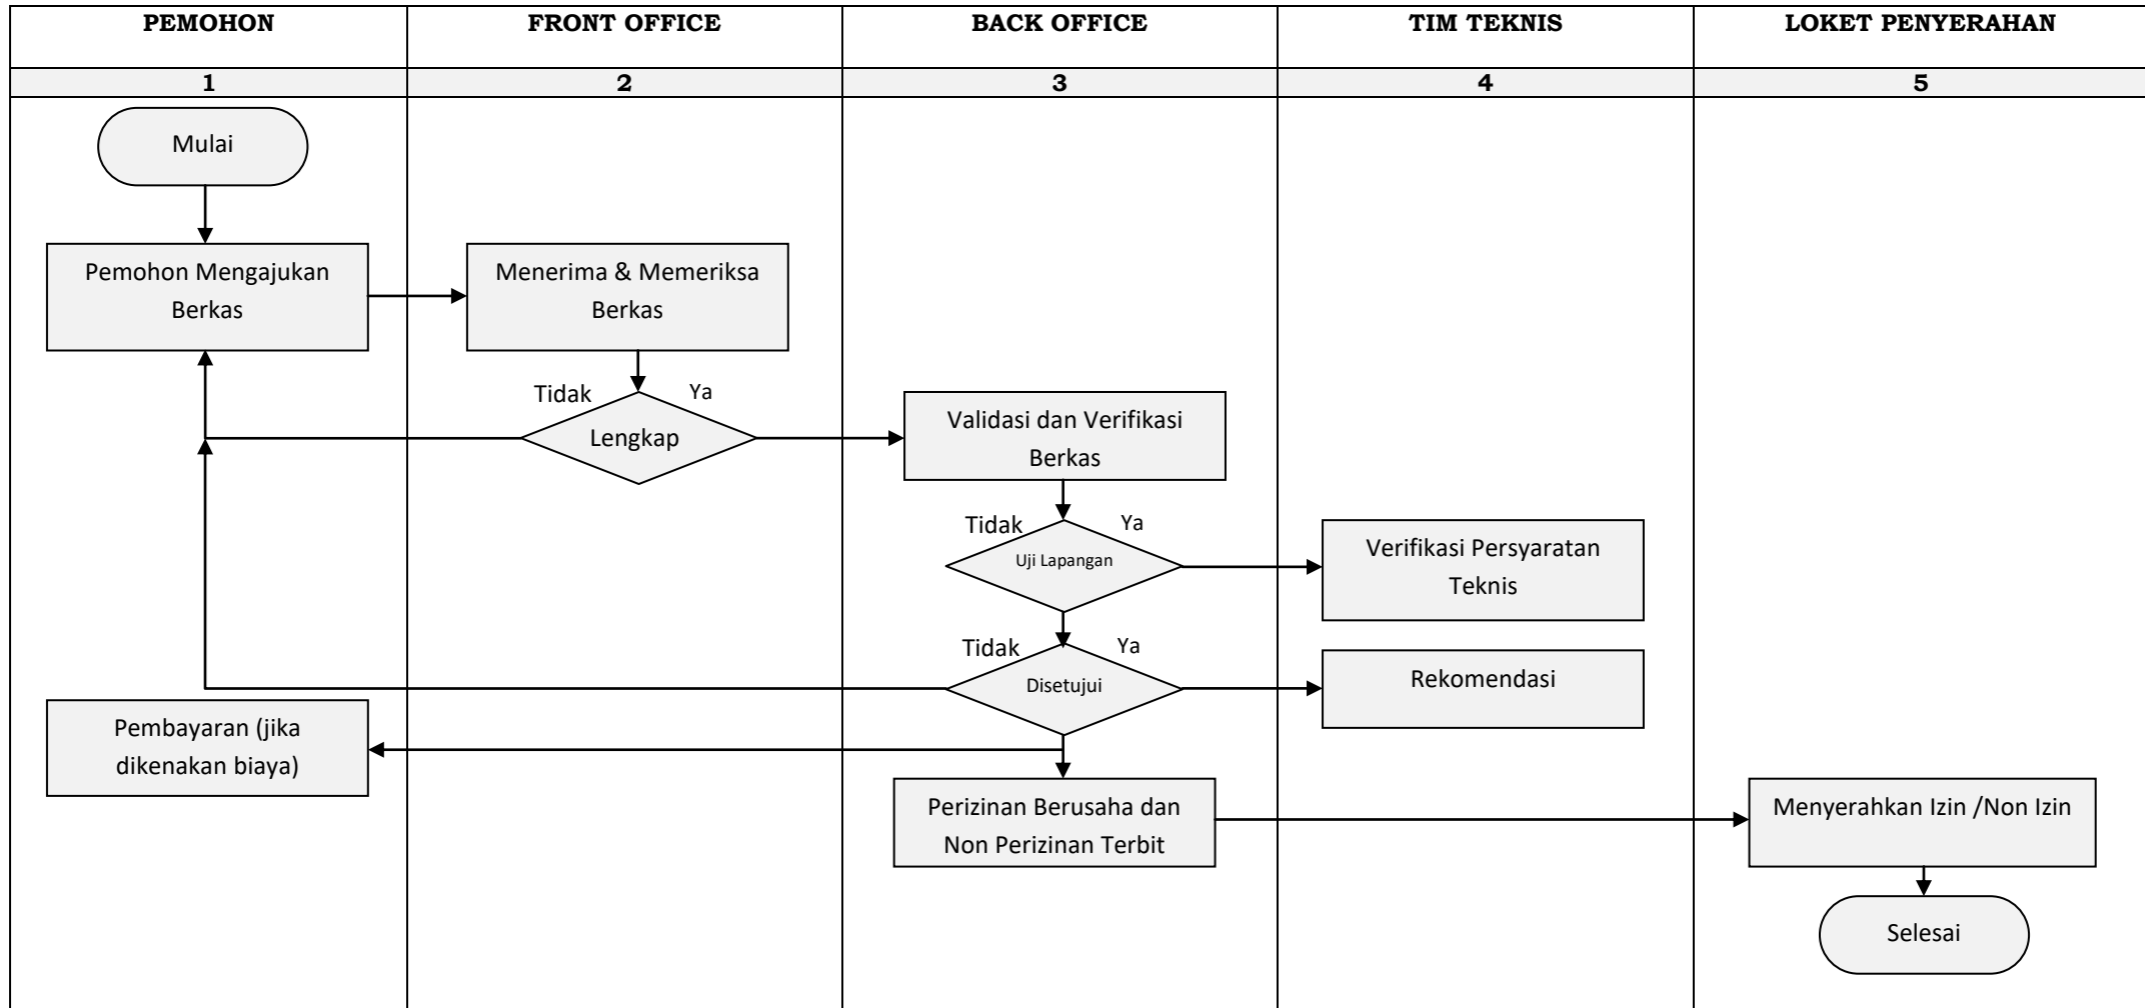 PEMOHON
FRONT OFFICE
BACK OFFICE
TIM TEKNIS
LOKET PENYERAHAN
1
2
3
4
5
Mulai
Pemohon Mengajukan
Berkas
Menerima & Memeriksa
Berkas
Tidak
Ya
Lengkap
Validasi dan Verifikasi
Berkas
Tidak
Ya
Uji Lapangan
Verifikasi Persyaratan
Teknis
Tidak
Ya
Disetujui
Rekomendasi
Pembayaran (jika
dikenakan biaya)
Perizinan Berusaha dan
Non Perizinan Terbit
Menyerahkan Izin /Non Izin
Selesai